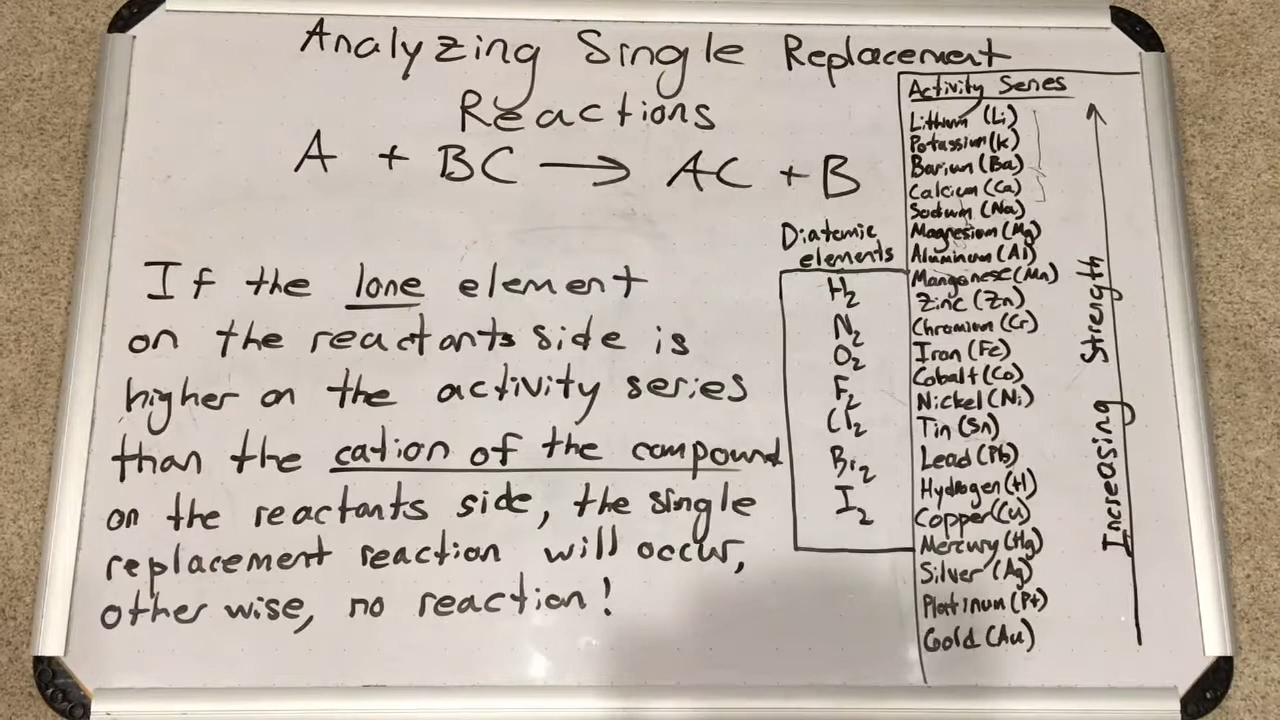 Analyzing Single Replacement
Reactions
A + BC → AC + B
If the lone element
on the reactants side is
higher on the activity series
than the cation of the compound
on the reactants side, the single
replacement reaction will occur,
other wise, no reaction!
Diatomic
elements
H2
N2
O2
F2
Cl2
Br2
I2
Activity Series
Lithium (Li)
Potassium (K)
Barium (Ba)
Calcium (Ca)
Sodium (Na)
Magnesium (Mg)
Aluminum (Al)
Manganese (Mn)
Zinc (Zn)
Chromium (Cr)
Iron (Fe)
Cobalt (Co)
Nickel (Ni)
Tin (Sn)
Lead (Pb)
Hydrogen (H)
Copper (Cu)
Mercury (Hg)
Silver (Ag)
Platinum (Pt)
Gold (Au)
Increasing Strength